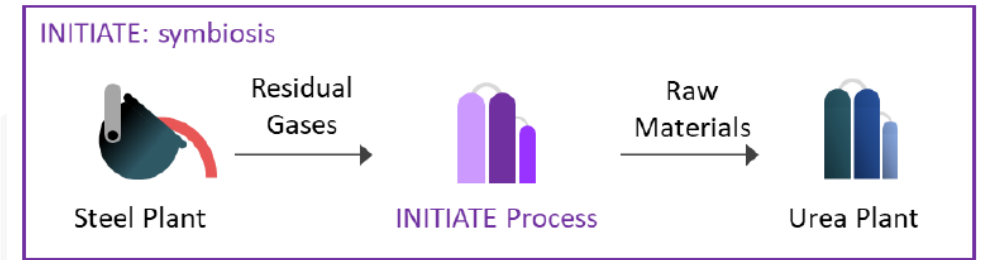 INITIATE: symbiosis
Residual
Gases
Raw
Materials
Steel Plant
INITIATE Process
Urea Plant